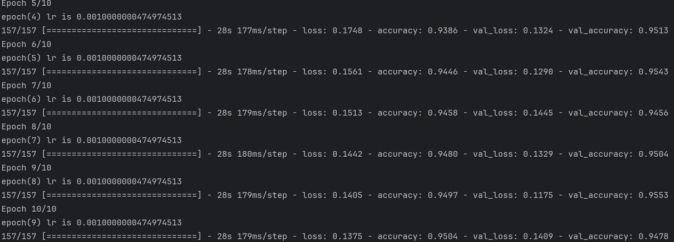 Epoch 5/10
epoch(4) lr is 0.0010000000474974513
157/157 [==============================] - 28s 177ms/step - loss: 0.1748 - accuracy: 0.9386 - val_loss: 0.1324 - val_accuracy: 0.9513
Epoch 6/10
epoch(5) lr is 0.0010000000474974513
157/157 [==============================] - 28s 178ms/step - loss: 0.1561 - accuracy: 0.9446 - val_loss: 0.1290 - val_accuracy: 0.9543
Epoch 7/10
epoch(6) lr is 0.0010000000474974513
157/157 [==============================] - 28s 179ms/step - loss: 0.1513 - accuracy: 0.9458 - val_loss: 0.1445 - val_accuracy: 0.9456
Epoch 8/10
epoch(7) lr is 0.0010000000474974513
157/157 [==============================] - 28s 180ms/step - loss: 0.1442 - accuracy: 0.9480 - val_loss: 0.1329 - val_accuracy: 0.9504
Epoch 9/10
epoch(8) lr is 0.0010000000474974513
157/157 [==============================] - 28s 179ms/step - loss: 0.1405 - accuracy: 0.9497 - val_loss: 0.1175 - val_accuracy: 0.9553
Epoch 10/10
epoch(9) lr is 0.0010000000474974513
157/157 [==============================] - 28s 179ms/step - loss: 0.1375 - accuracy: 0.9504 - val_loss: 0.1409 - val_accuracy: 0.9478